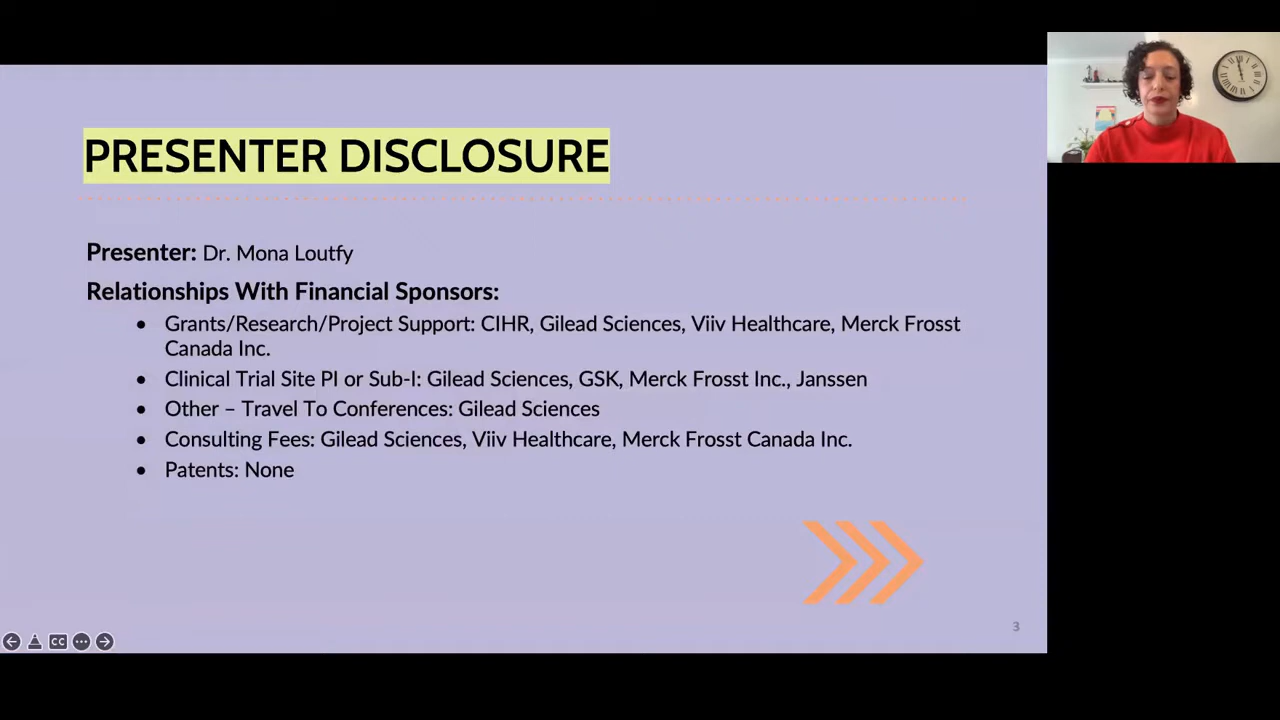 PRESENTER DISCLOSURE
Presenter: Dr. Mona Loutfy
Relationships With Financial Sponsors:
• Grants/Research/Project Support: CIHR, Gilead Sciences, Viiv Healthcare, Merck Frosst
Canada Inc.
• Clinical Trial Site PI or Sub-I: Gilead Sciences, GSK, Merck Frosst Inc., Janssen
• Other – Travel To Conferences: Gilead Sciences
• Consulting Fees: Gilead Sciences, Viiv Healthcare, Merck Frosst Canada Inc.
• Patents: None
3
CC